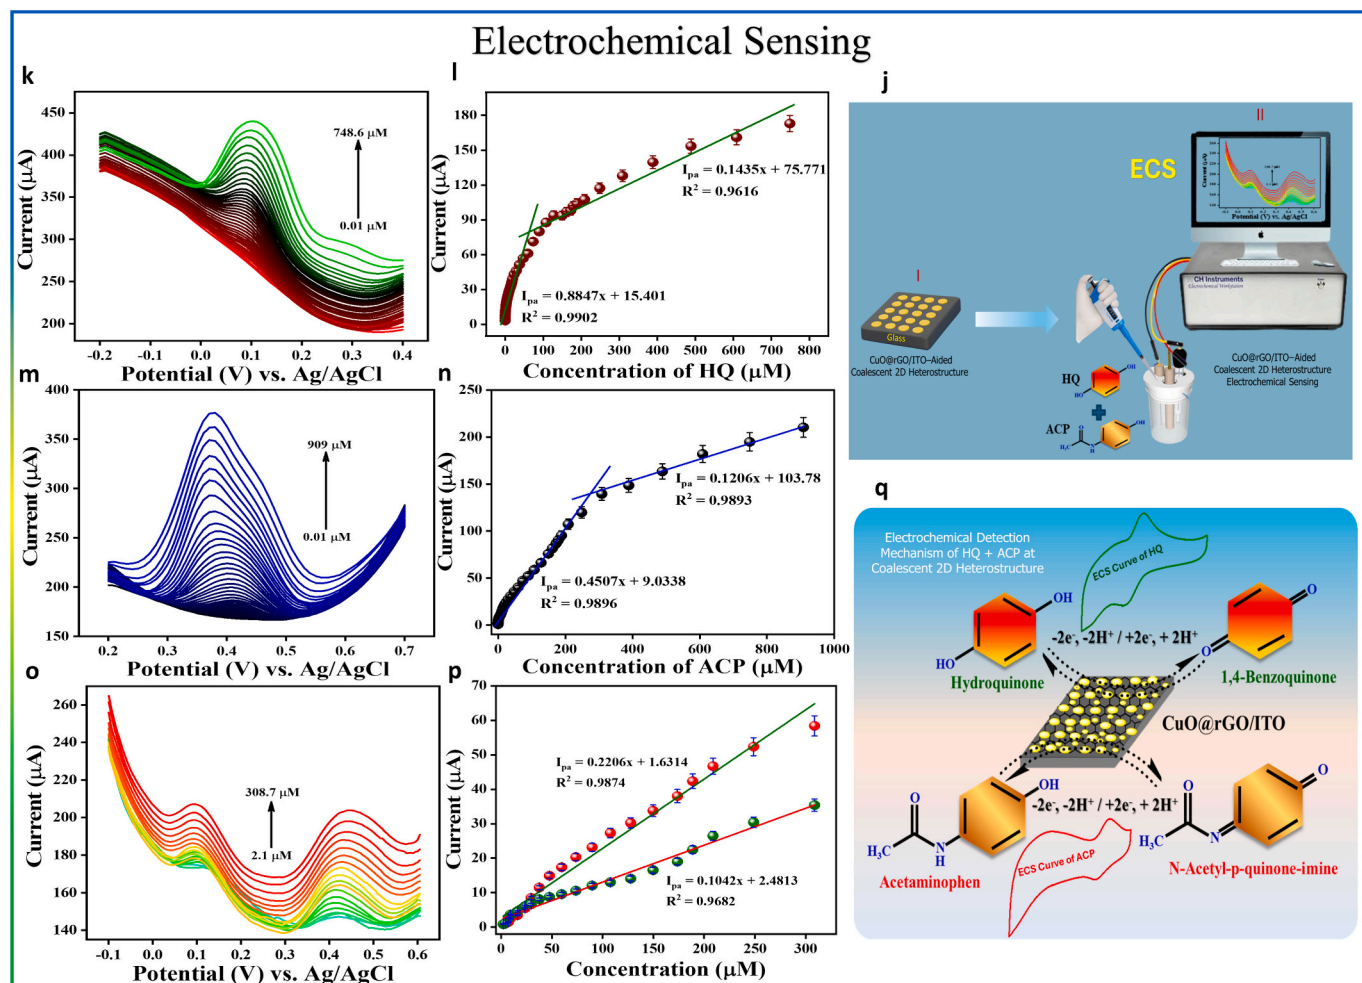 Electrochemical Sensing
k
450
400
350
300
250
200
Current (µA)
748.6 µM
0.01 µM
-0.2
-0.1
0.0
0.1
0.2
0.3
0.4
Potential (V) vs. Ag/AgCl
l
180
150
120
90
60
30
0
Current (µA)
Ipa = 0.1435x + 75.771
R² = 0.9616
Ipa = 0.8847x + 15.401
R² = 0.9902
0
100
200
300
400
500
600
700
800
Concentration of HQ (µM)
j
II
ECS
Current (µA)
Potential (V) vs. Ag/AgCl
I
Glass
CuO@rGO/ITO-Aided
Coalescent 2D Heterostructure
CH Instruments
Electrochemical Workstation
HQ
OH
HO
ACP
O
OH
H₃C
N
H
CuO@rGO/ITO-Aided
Coalescent 2D Heterostructure
Electrochemical Sensing
m
400
350
300
250
200
150
Current (µA)
909 µM
0.01 µM
0.2
0.3
0.4
0.5
0.6
0.7
Potential (V) vs. Ag/AgCl
n
250
200
150
100
50
0
Current (µA)
Ipa = 0.1206x + 103.78
R² = 0.9893
Ipa = 0.4507x + 9.0338
R² = 0.9896
0
200
400
600
800
1000
Concentration of ACP (µM)
o
260
240
220
200
180
160
140
Current (µA)
308.7 µM
2.1 µM
-0.1
0.0
0.1
0.2
0.3
0.4
0.5
0.6
Potential (V) vs. Ag/AgCl
p
70
60
50
40
30
20
10
0
Current (µA)
Ipa = 0.2206x + 1.6314
R² = 0.9874
Ipa = 0.1042x + 2.4813
R² = 0.9682
0
50
100
150
200
250
300
Concentration (µM)
q
Electrochemical Detection
Mechanism of HQ + ACP at
Coalescent 2D Heterostructure
ECS Curve of HQ
OH
HO
Hydroquinone
-2e⁻, -2H⁺ / +2e⁻, + 2H⁺
O
O
1,4-Benzoquinone
CuO@rGO/ITO
O
OH
H₃C
N
H
Acetaminophen
-2e⁻, -2H⁺ / +2e⁻, + 2H⁺
ECS Curve of ACP
O
O
H₃C
N
N-Acetyl-p-quinone-imine